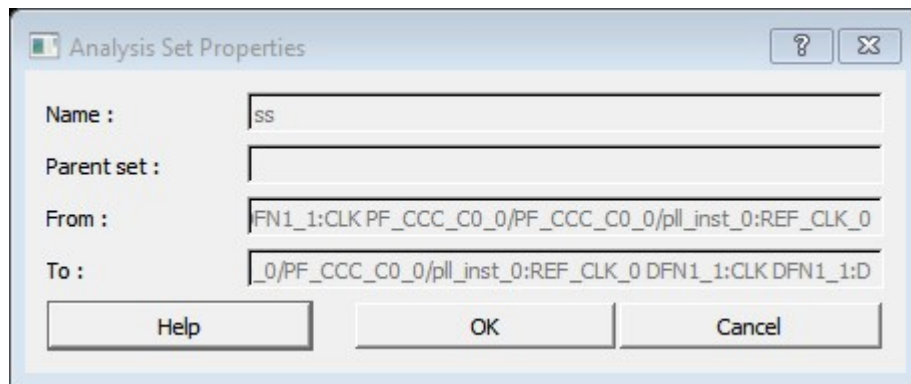 Analysis Set Properties
Name : ss
Parent set :
From : FN1_1:CLK PF_CCC_C0_0/PF_CCC_C0_0/pll_inst_0:REF_CLK_0
To : _0/PF_CCC_C0_0/pll_inst_0:REF_CLK_0 DFN1_1:CLK DFN1_1:D
Help OK Cancel